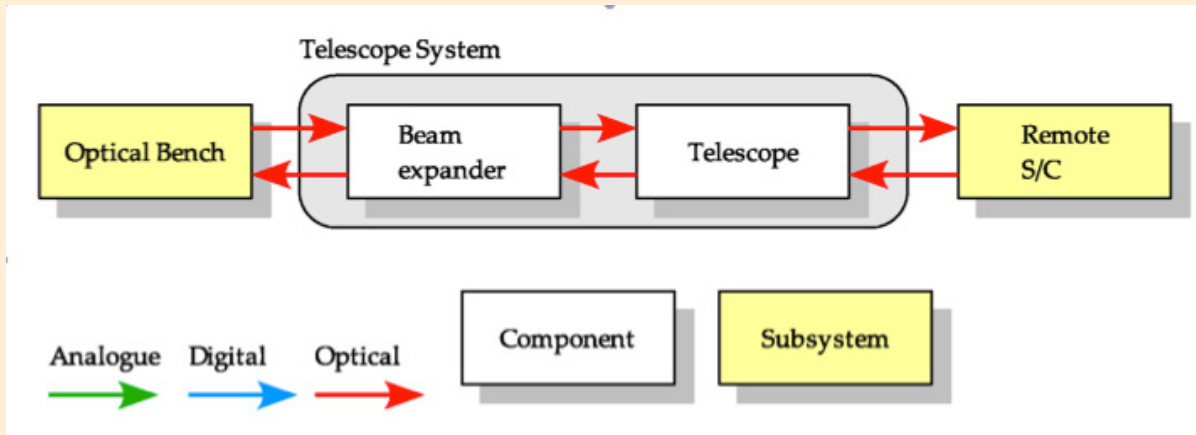 Telescope System
Optical Bench
Beam
expander
Telescope
Remote
S/C
Analogue
Digital
Optical
Component
Subsystem